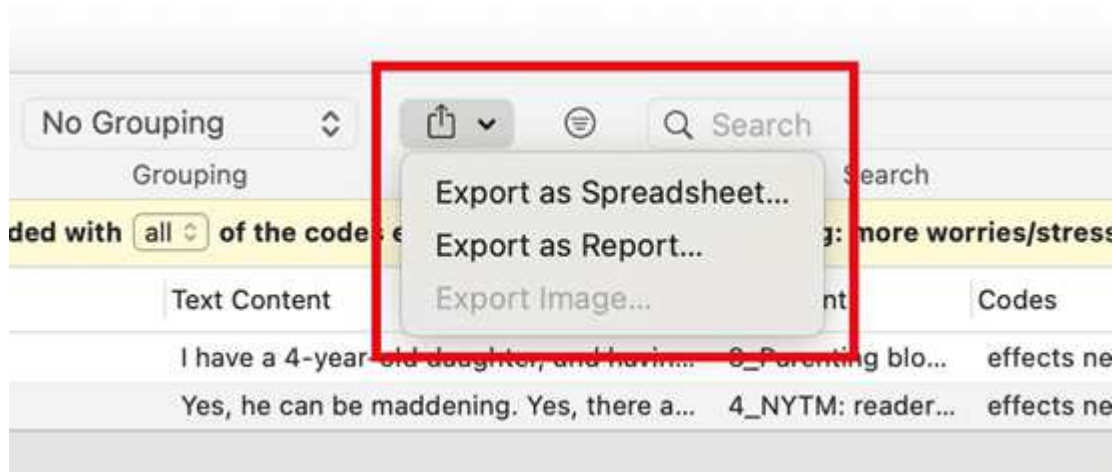 No Grouping
Search
Grouping
Search
Export as Spreadsheet...
Export as Report...
Export Image...
ded with all of the codes
: more worries/stress
Text Content
Codes
I have a 4-year-old daughter, and havin...
Parenting blo...
effects ne
Yes, he can be maddening. Yes, there a...
4_NYTM: reader...
effects ne